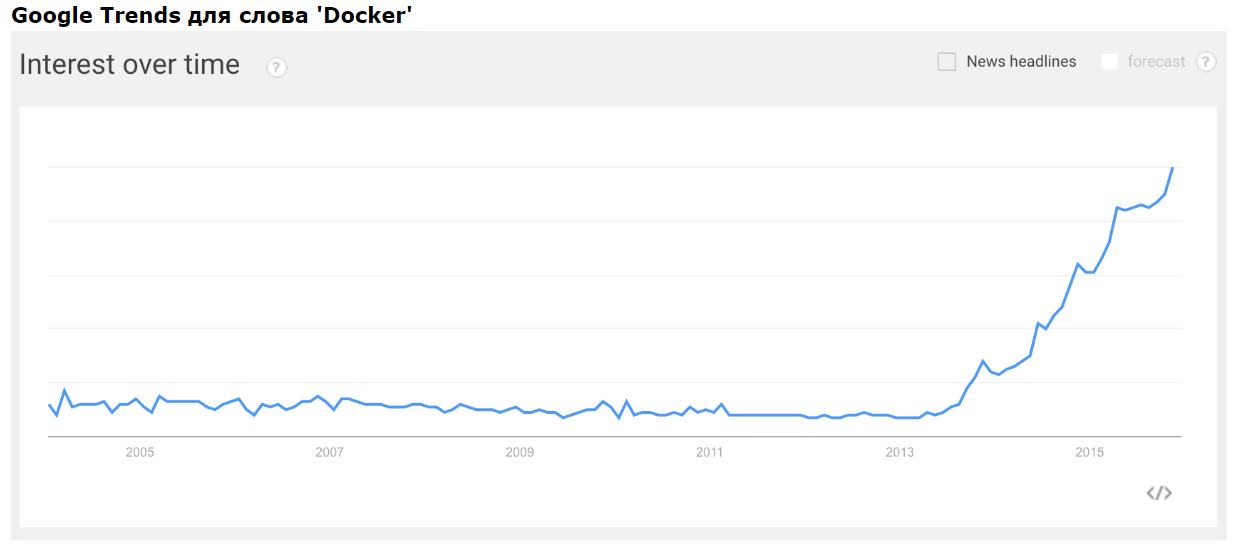 Google Trends для слова 'Docker'
Interest over time ? News headlines forecast ?
2005 2007 2009 2011 2013 2015
</>